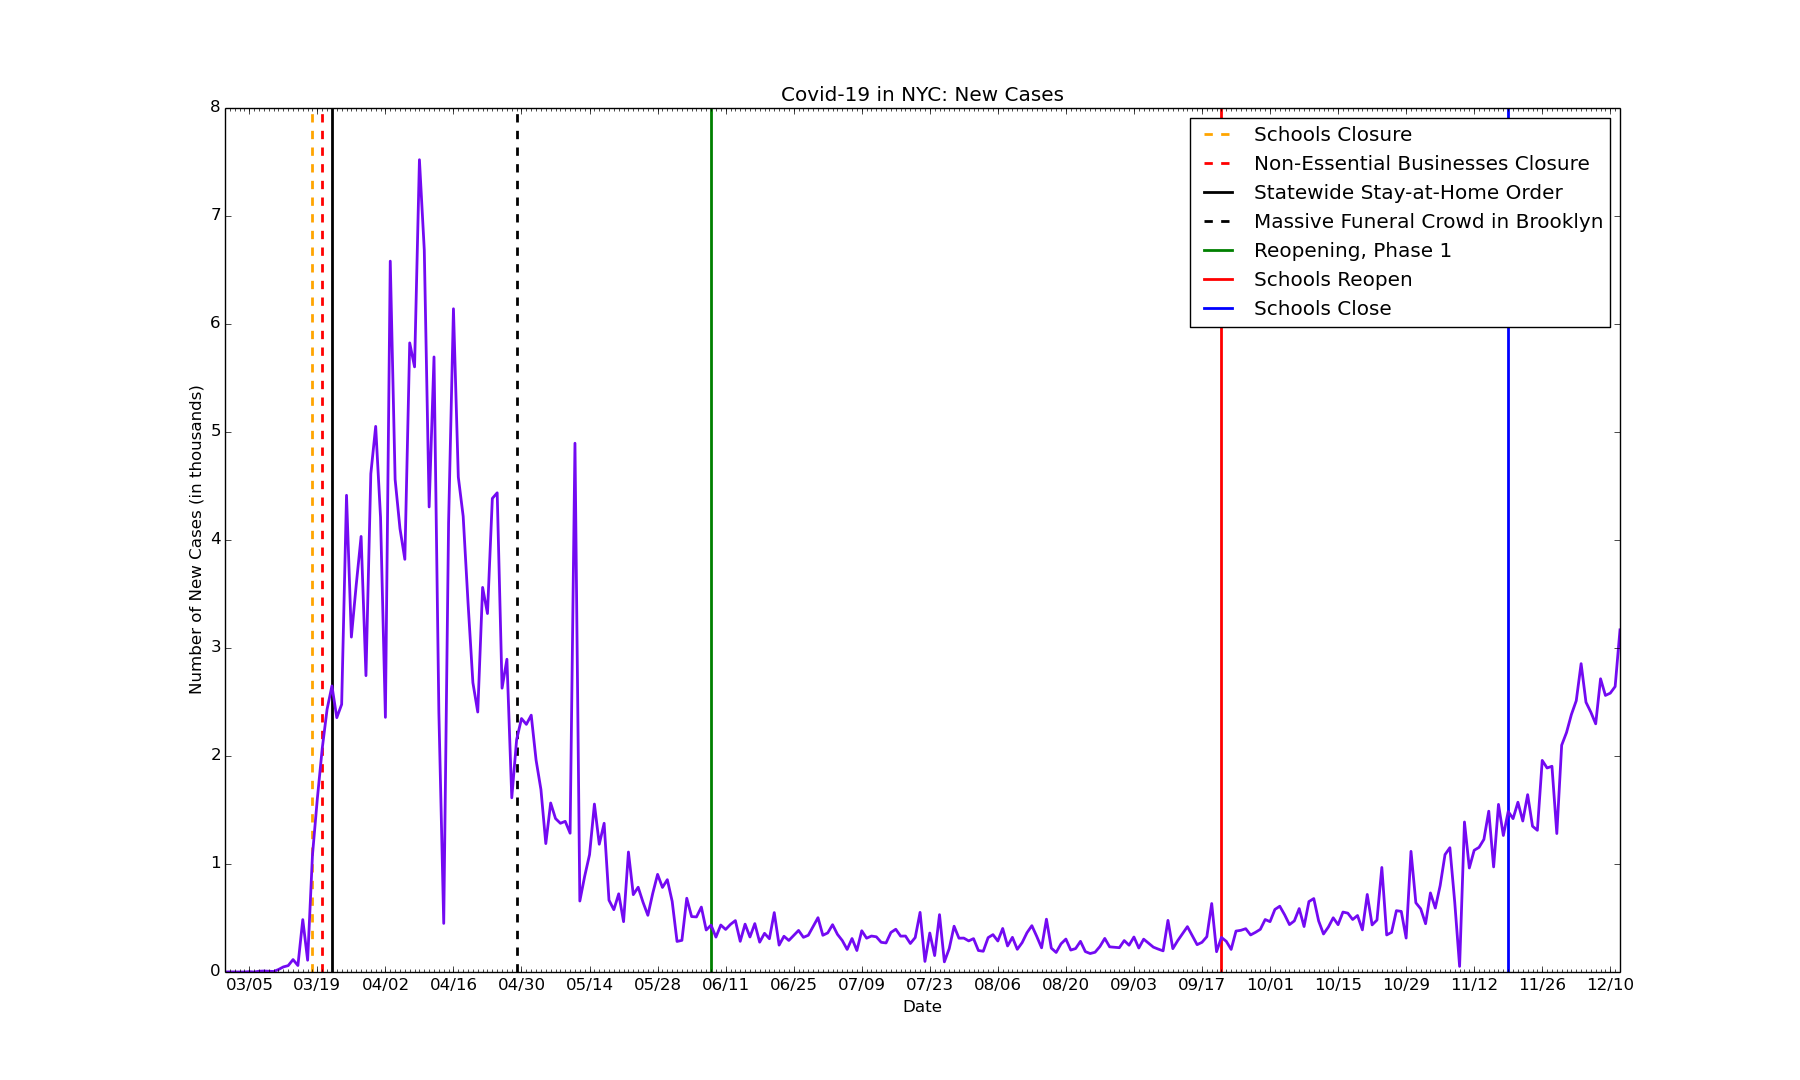 Covid-19 in NYC: New Cases
8
7
6
5
4
3
2
1
0
Number of New Cases (in thousands)
Schools Closure
Non-Essential Businesses Closure
Statewide Stay-at-Home Order
Massive Funeral Crowd in Brooklyn
Reopening, Phase 1
Schools Reopen
Schools Close
03/05 03/19 04/02 04/16 04/30 05/14 05/28 06/11 06/25 07/09 07/23 08/06 08/20 09/03 09/17 10/01 10/15 10/29 11/12 11/26 12/10
Date